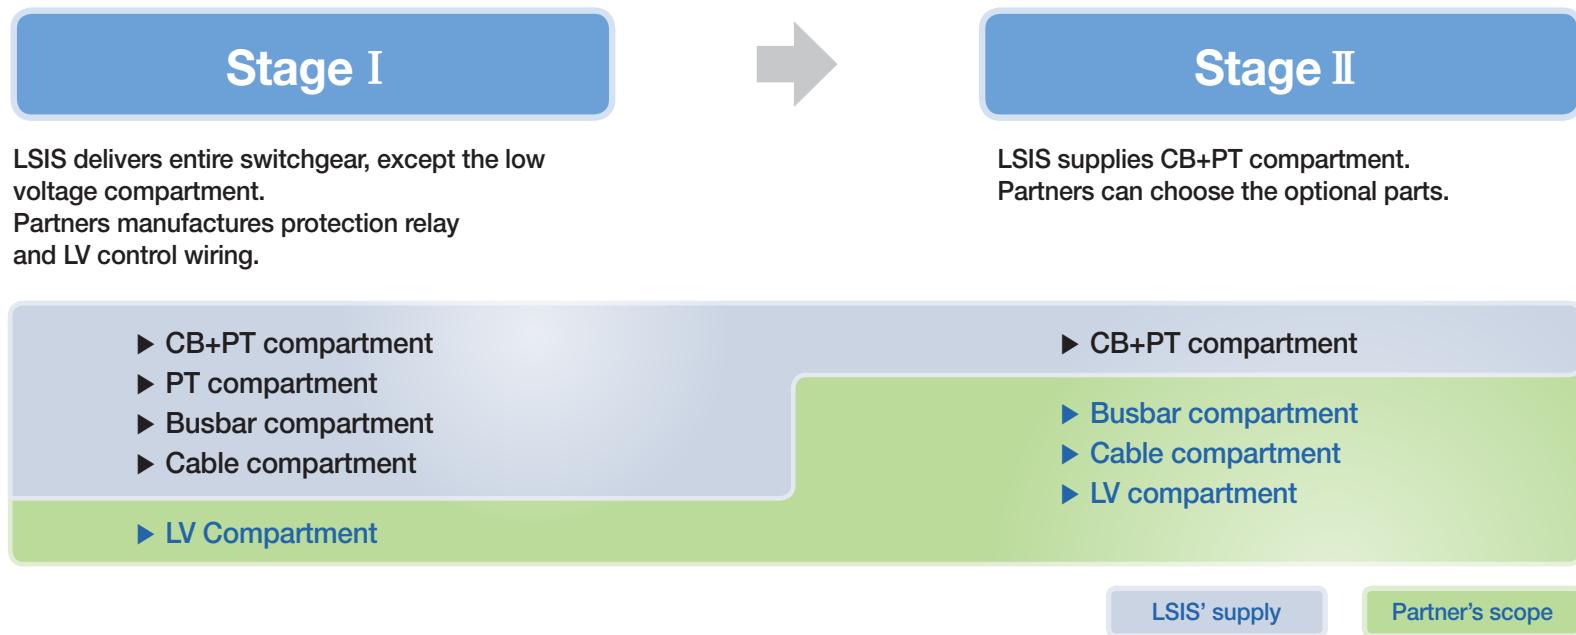 Stage Ⅰ
Stage Ⅱ
LSIS delivers entire switchgear, except the low
voltage compartment.
Partners manufactures protection relay
and LV control wiring.
LSIS supplies CB+PT compartment.
Partners can choose the optional parts.
▶ CB+PT compartment
▶ PT compartment
▶ Busbar compartment
▶ Cable compartment
▶ LV Compartment
▶ CB+PT compartment
▶ Busbar compartment
▶ Cable compartment
▶ LV compartment
LSIS’ supply
Partner’s scope